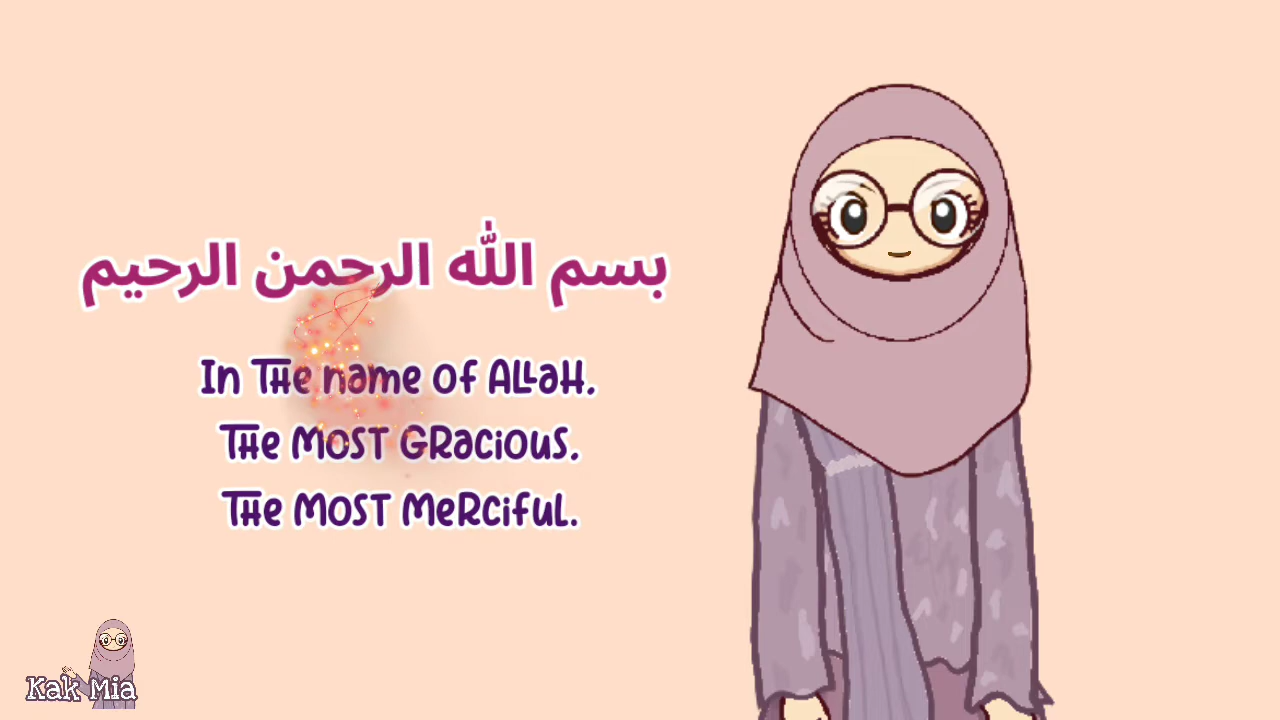 بسم الله الرحمن الرحيم
In the name of Allah.
The Most Gracious.
The Most Merciful.
Kak Mia